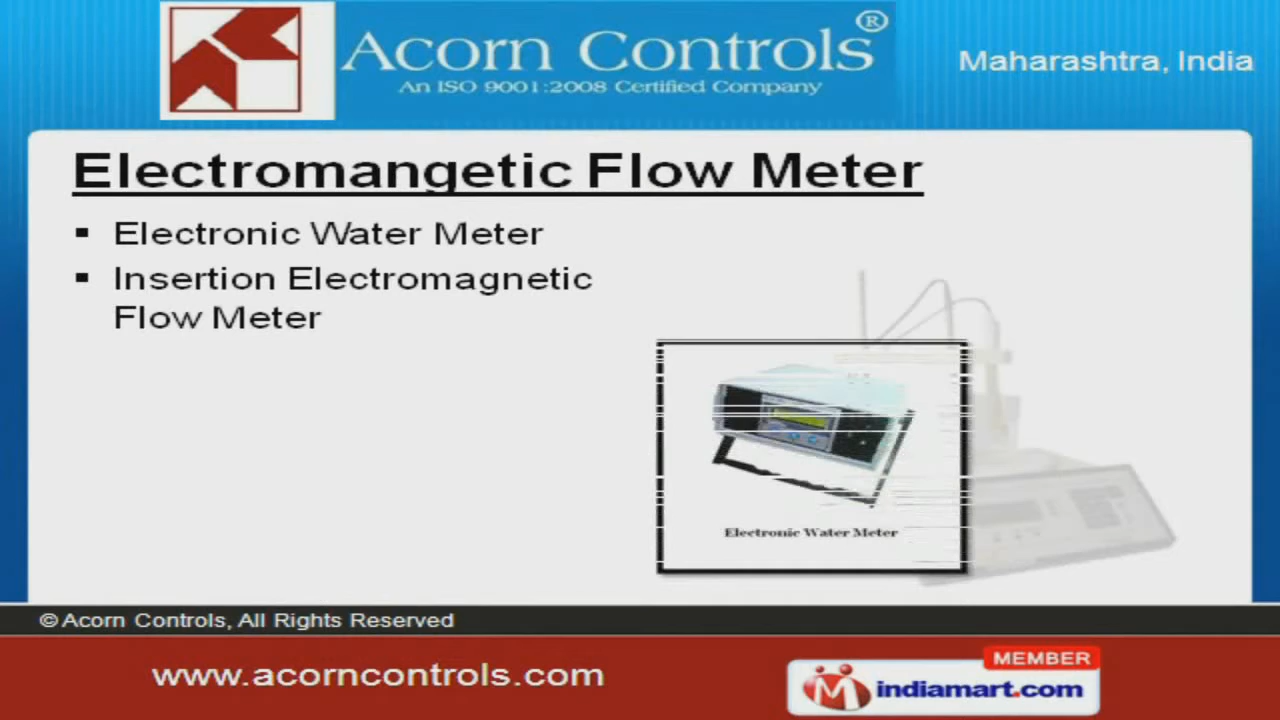 Acorn Controls®
An ISO 9001:2008 Certified Company
Maharashtra, India
Electromangetic Flow Meter
▪ Electronic Water Meter
▪ Insertion Electromagnetic
Flow Meter
Electronic Water Meter
© Acorn Controls, All Rights Reserved
www.acorncontrols.com
MEMBER
indiamart.com